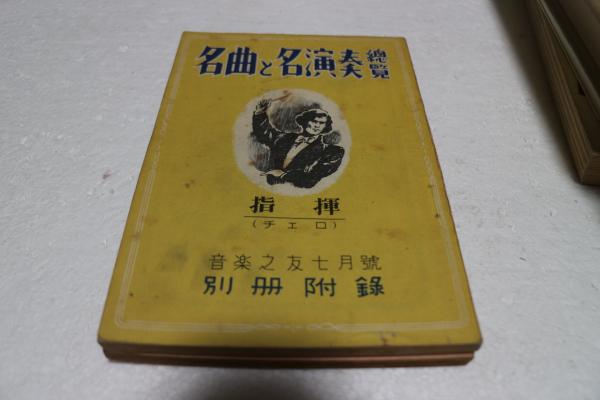 名曲と名演奏總覽
指揮
(チェロ)
音楽之友七月號
別冊附錄